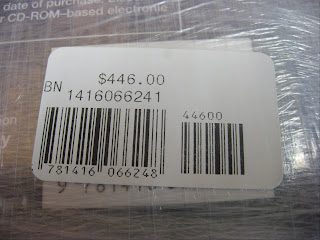 date of purchase
r CD-ROM–based electronic
$446.00
BN 1416066241
44600
781416 066248